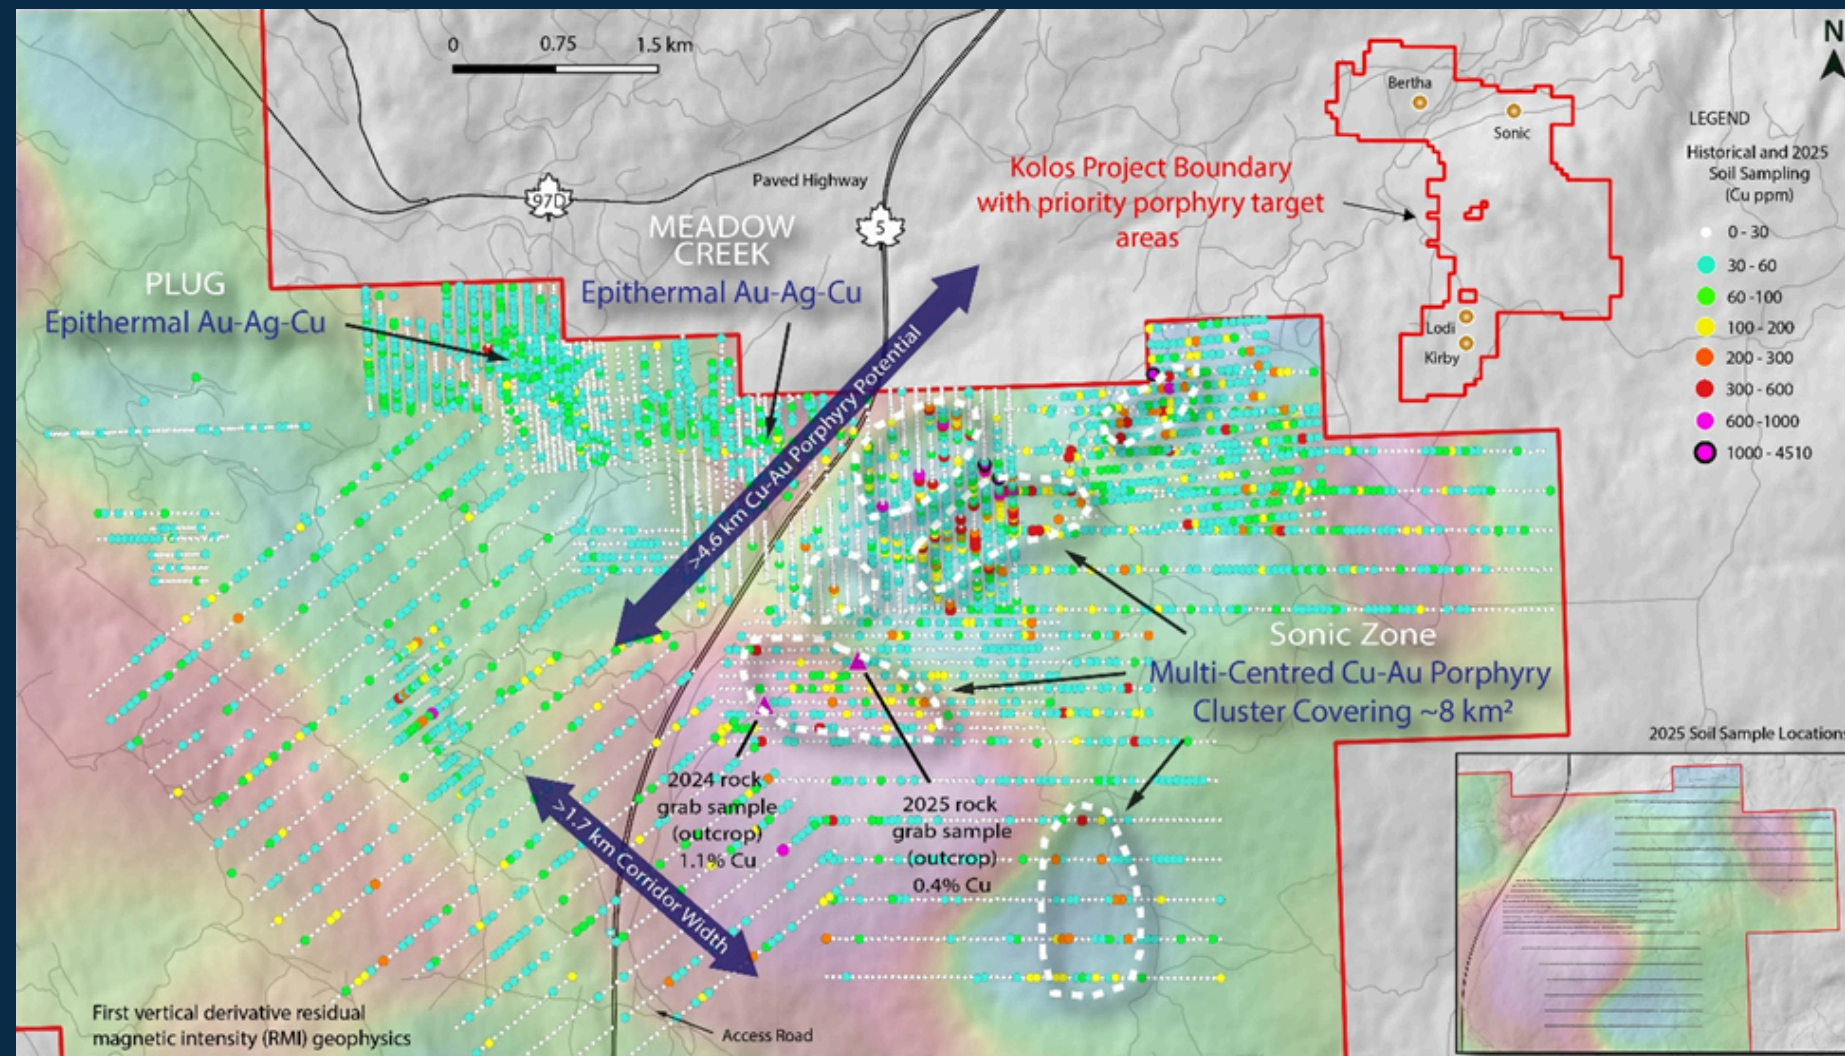 0 0.75 1.5 km
N
Bertha
Sonic
Lodi
Kirby
LEGEND
Historical and 2025
Soil Sampling
(Cu ppm)
0 - 30
30 - 60
60 -100
100 - 200
200 - 300
300 - 600
600 -1000
1000 - 4510
Kolos Project Boundary
with priority porphyry target
areas
Paved Highway
97D
5
MEADOW
CREEK
Epithermal Au-Ag-Cu
PLUG
Epithermal Au-Ag-Cu
>4.6 km Cu-Au Porphyry Potential
Sonic Zone
Multi-Centred Cu-Au Porphyry
Cluster Covering ~8 km²
2024 rock
grab sample
(outcrop)
1.1% Cu
2025 rock
grab sample
(outcrop)
0.4% Cu
>1.7 km Corridor Width
2025 Soil Sample Locations
First vertical derivative residual
magnetic intensity (RMI) geophysics
Access Road